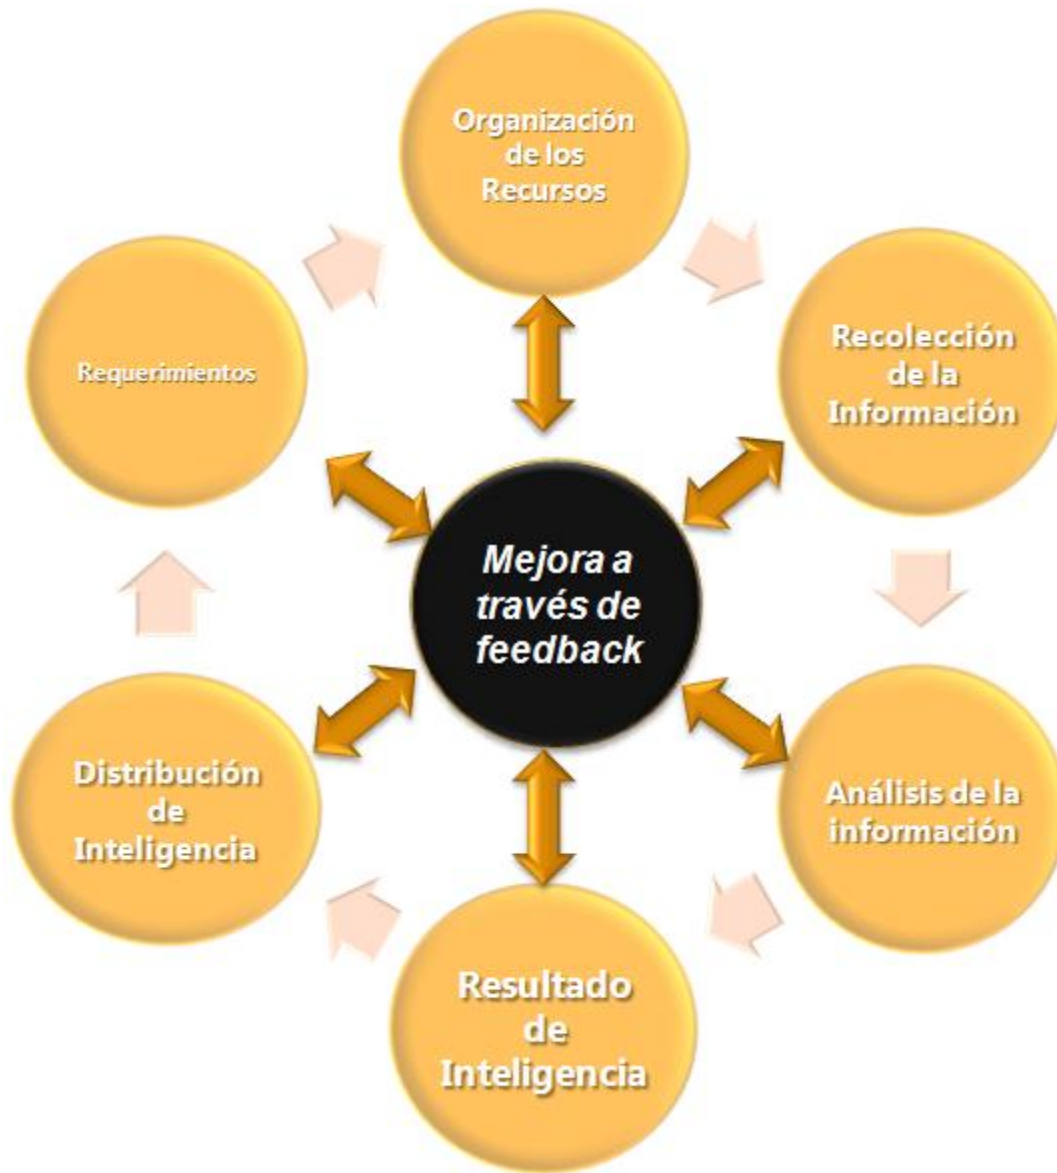 Organización
de los
Recursos
Recolección
de la
Información
Requerimientos
Mejora a
través de
feedback
Distribución
de
Inteligencia
Análisis de la
información
Resultado
de
Inteligencia